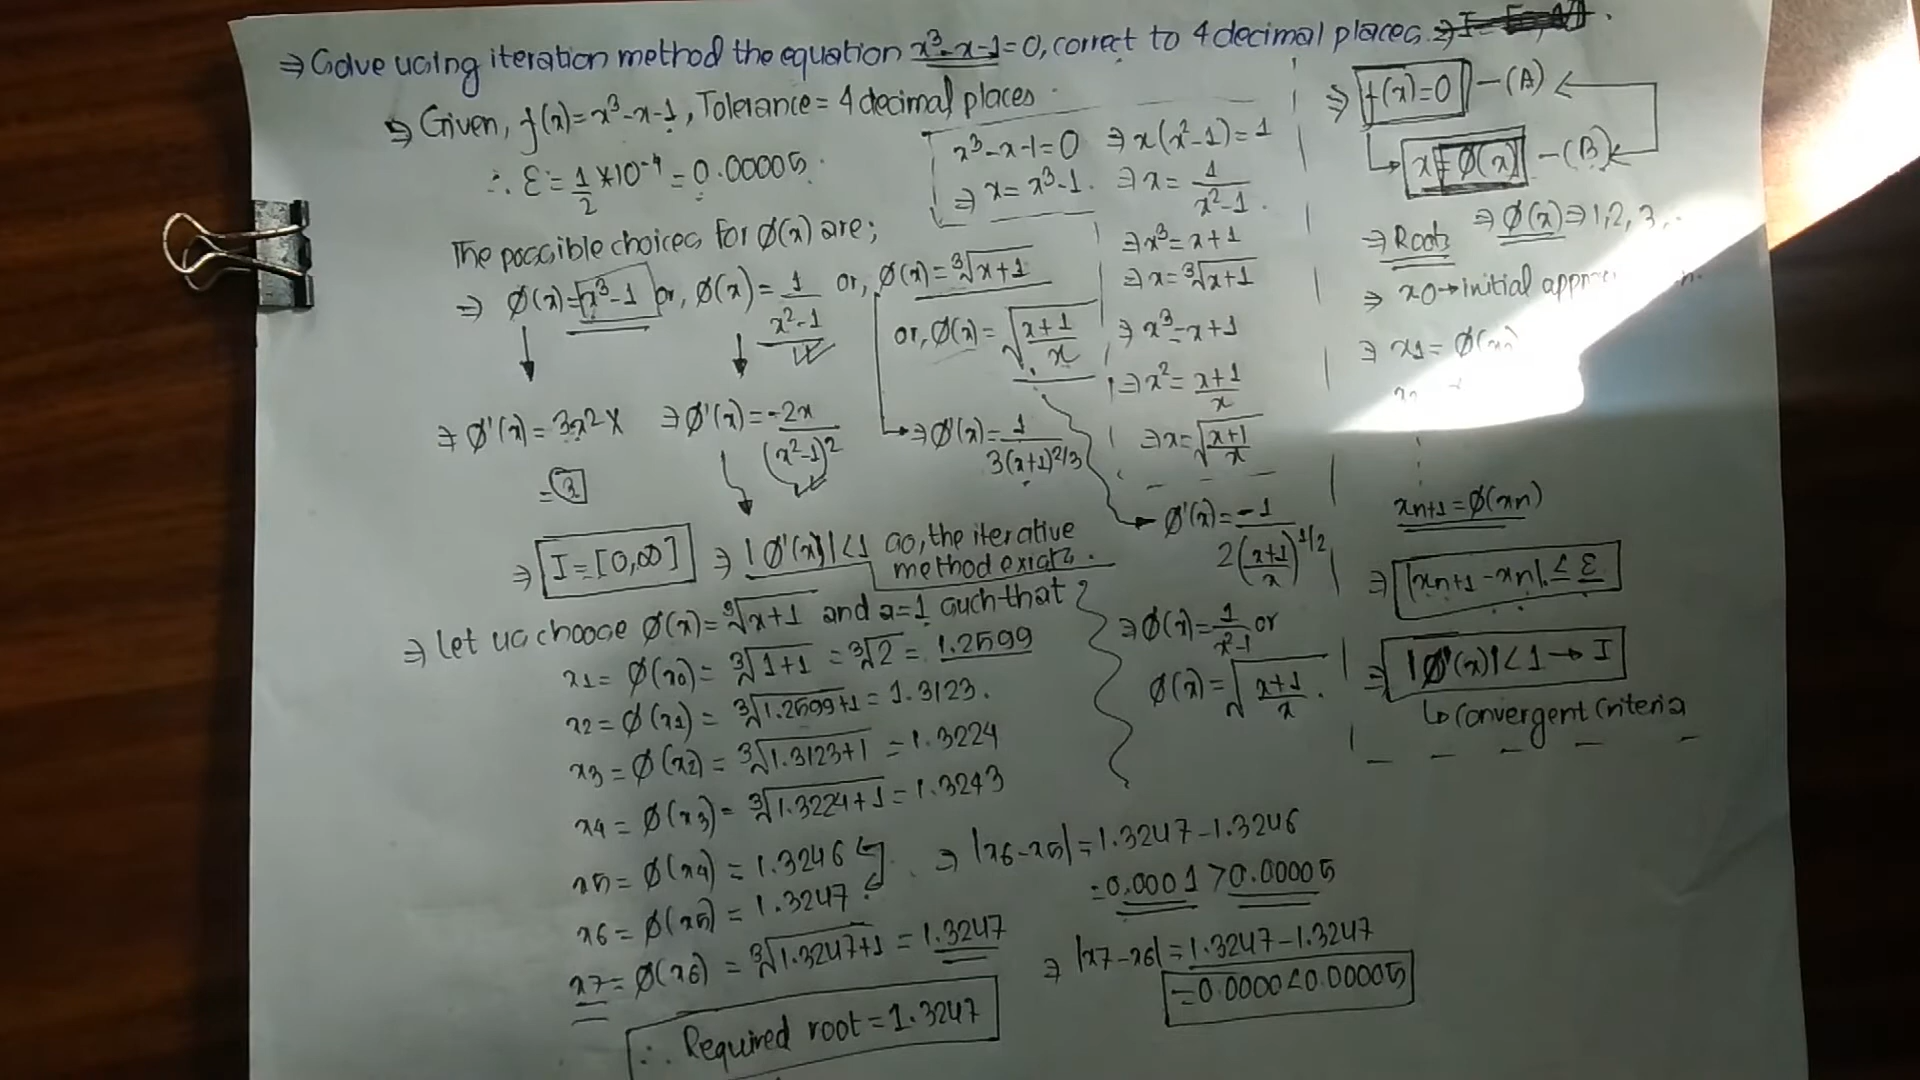 ⇒ Solve using iteration method the equation x³-x-1=0, correct to 4 decimal places.
⇒ Given, f(x)=x³-x-1, Tolerance = 4 decimal places
∴ ε = 1/2 *10⁻⁴ = 0.00005
The possible choices for Ø(x) are;
⇒ Ø(x)=x³-1 or, Ø(x)= 1/(x²-1) or, Ø(x)=∛(x+1)
or, Ø(x)=√((x+1)/x)
⇒ Ø'(x)=3x² X ⇒ Ø'(x)= -2x/(x²-1)² ⇒ Ø'(x)= 1/(3(x+1)^2/3)
⇒ Ø'(x)= -1/(2((x+1)/x)^1/2)
⇒ I=[0,∞] ⇒ |Ø'(x)|<1 so, the iterative
method exists.
⇒ Let us choose Ø(x)=∛(x+1) and a=1 such that
x1 = Ø(x0) = ∛(1+1) = ∛2 = 1.2599
x2 = Ø(x1) = ∛(1.2599+1) = 1.3123.
x3 = Ø(x2) = ∛(1.3123+1) = 1.3224
x4 = Ø(x3) = ∛(1.3224+1) = 1.3243
x5 = Ø(x4) = 1.3246
x6 = Ø(x5) = 1.3247
x7 = Ø(x6) = ∛(1.3247+1) = 1.3247
∴ Required root = 1.3247
⇒ |x6-x5| = 1.3247-1.3246
=0.0001>0.00005
⇒ |x7-x6| = 1.3247-1.3247
=0.0000<0.00005
x³-x-1=0 ⇒ x(x²-1)=1
⇒ x=x³-1. ⇒ x= 1/(x²-1).
⇒ x³=x+1
⇒ x=∛(x+1)
⇒ x³=x+1
⇒ x²= (x+1)/x
⇒ x=√((x+1)/x)
⇒ Ø(x)= 1/(x²-1) or
Ø(x)=√((x+1)/x).
⇒ f(x)=0 -(A)
x=Ø(x) -(B)
⇒ Roots ⇒ Ø(x) ⇒ 1,2,3,..
⇒ x0→initial
⇒ x1=
xn+1=Ø(xn)
⇒ |xn+1-xn| ≤ ε
⇒ |Ø'(x)|<1→I
↳ Convergent Criteria